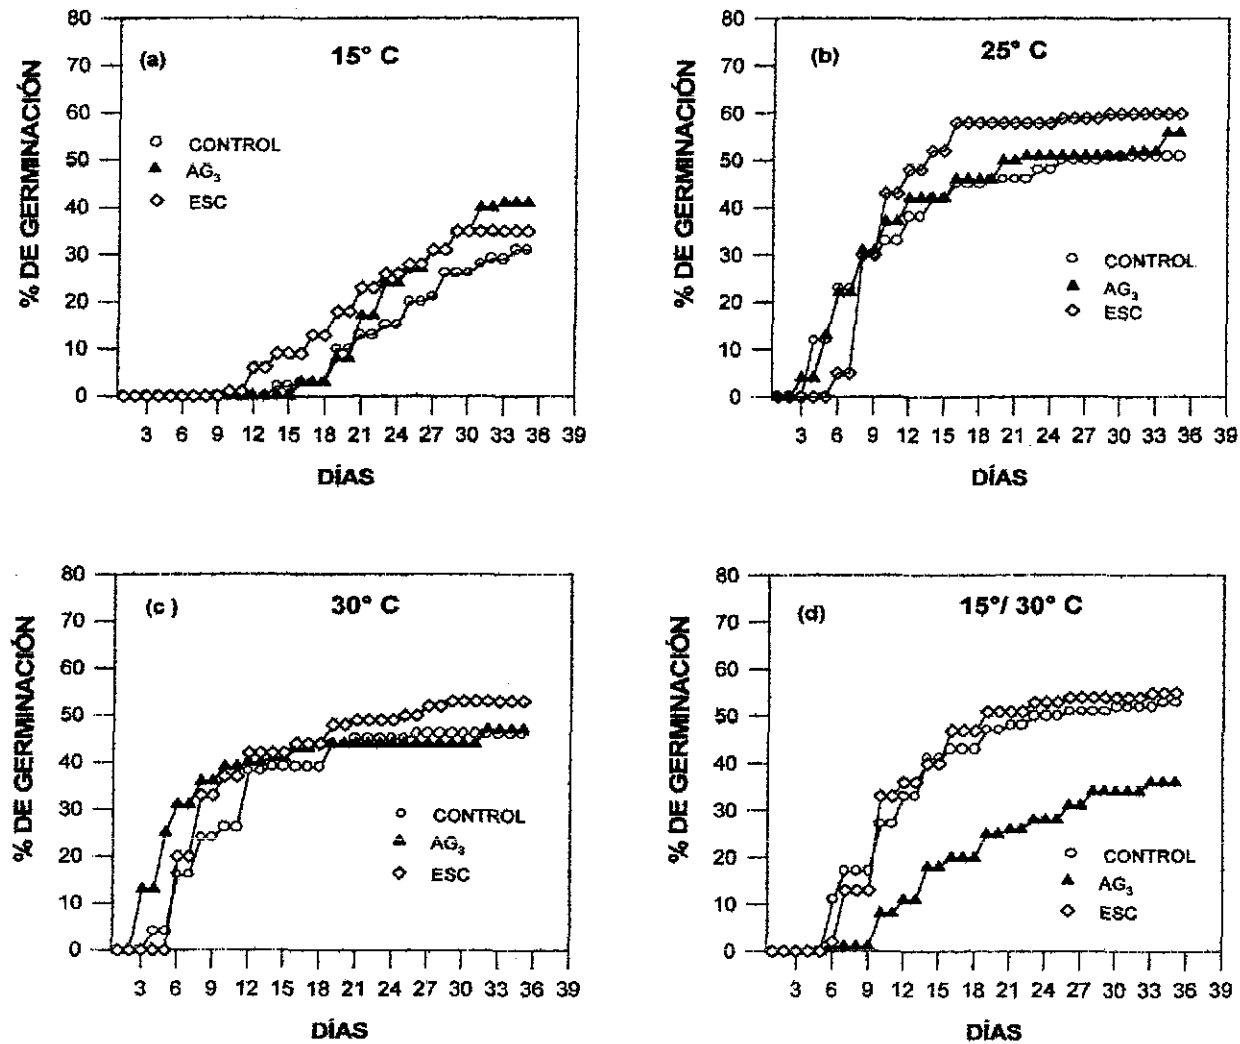 (a)
15° C
% DE GERMINACIÓN
80
70
60
50
40
30
20
10
0
CONTROL
AG₃
ESC
3 6 9 12 15 18 21 24 27 30 33 36 39
DÍAS
(b)
25° C
% DE GERMINACIÓN
80
70
60
50
40
30
20
10
0
CONTROL
AG₃
ESC
3 6 9 12 15 18 21 24 27 30 33 36 39
DÍAS
(c )
30° C
% DE GERMINACIÓN
80
70
60
50
40
30
20
10
0
CONTROL
AG₃
ESC
3 6 9 12 15 18 21 24 27 30 33 36 39
DÍAS
(d)
15°/ 30° C
% DE GERMINACIÓN
80
70
60
50
40
30
20
10
0
CONTROL
AG₃
ESC
3 6 9 12 15 18 21 24 27 30 33 36 39
DÍAS